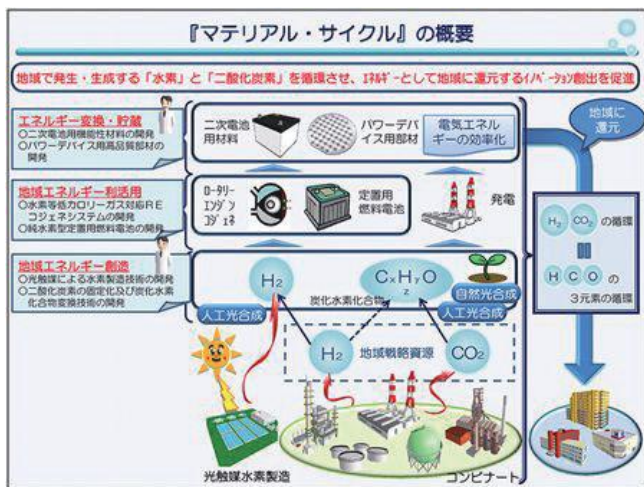 『マテリアル・サイクル』の概要
地域で発生・生成する「水素」と「二酸化炭素」を循環させ、エネルギーとして地域に還元するイノベーション創出を促進
エネルギー変換・貯蔵
○二次電池用機能性材料の開発
○パワーデバイス用高品質部材の
開発
二次電池
用材料
パワーデバ
イス用部材
電気エネル
ギーの効率化
地域に
還元
地域エネルギー利活用
○水素等低カロリーガス対応RE
コジェネシステムの開発
○純水素型定置用燃料電池の開発
ロータリー
エンジン
コジェネ
定置用
燃料電池
発電
H2 CO2 の循環
H C O の
3元素の循環
地域エネルギー創造
○光触媒による水素製造技術の開発
○二酸化炭素の固定化及び炭化水素
化合物変換技術の開発
H2
CxHyO
z
炭化水素化合物
自然光合成
人工光合成
人工光合成
H2
地域戦略資源
CO2
光触媒水素製造
コンビナート